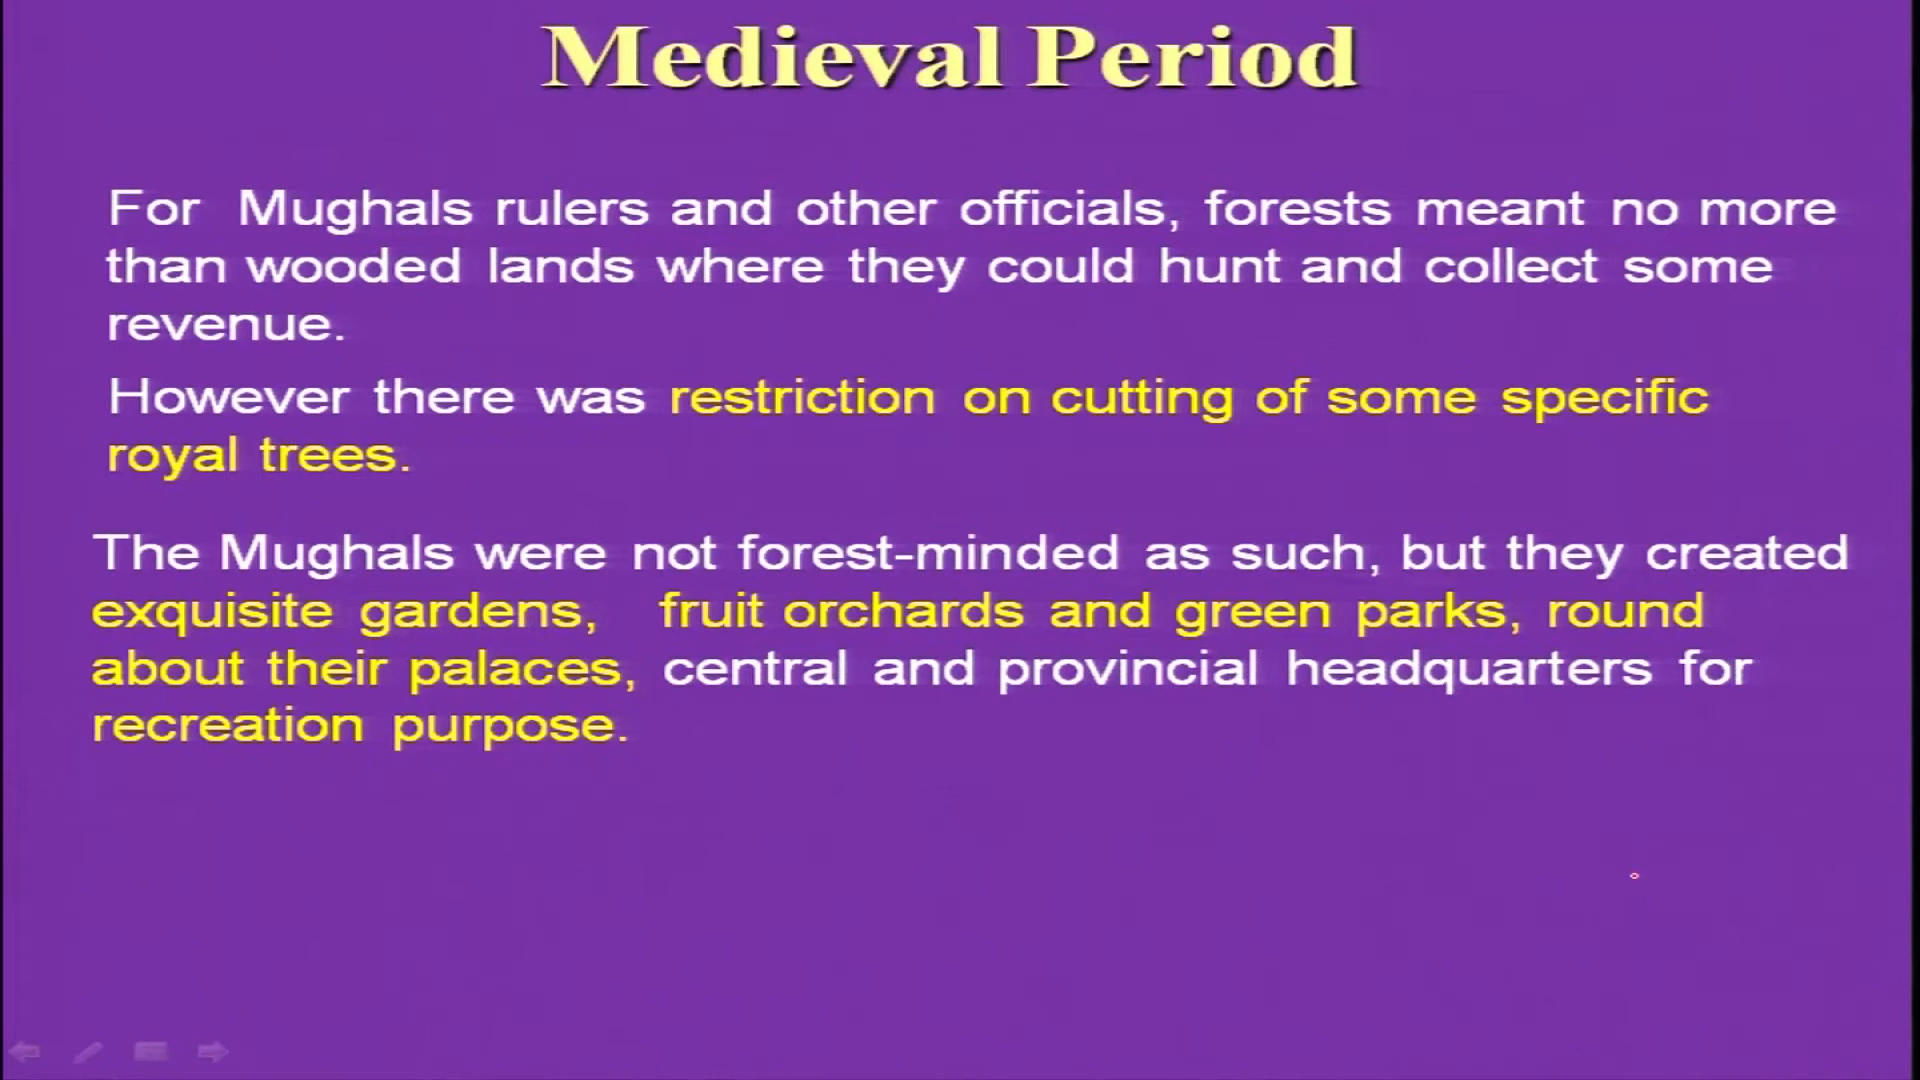 Medieval Period
For Mughals rulers and other officials, forests meant no more
than wooded lands where they could hunt and collect some
revenue.
However there was restriction on cutting of some specific
royal trees.
The Mughals were not forest-minded as such, but they created
exquisite gardens, fruit orchards and green parks, round
about their palaces, central and provincial headquarters for
recreation purpose.